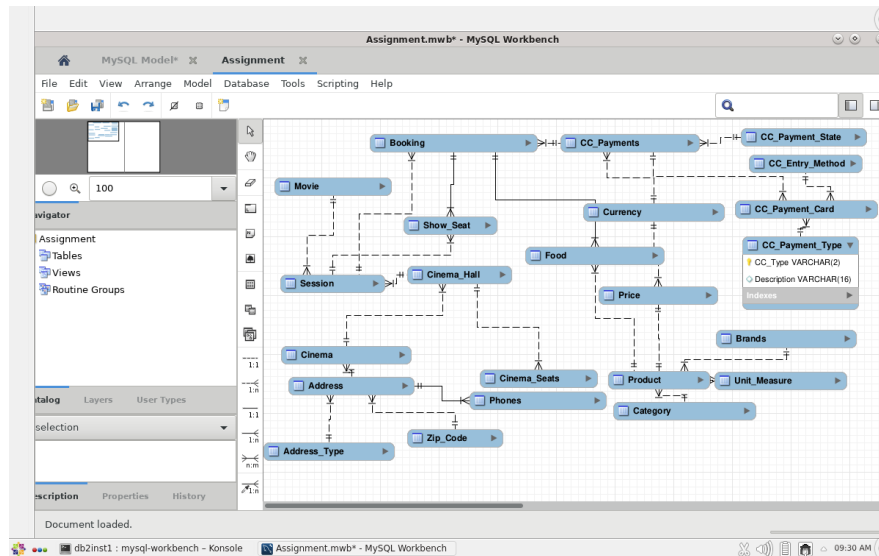 Assignment.mwb* - MySQL Workbench
MySQL Model*
Assignment
File Edit View Arrange Model Database Tools Scripting Help
100
avigator
Assignment
Tables
Views
Routine Groups
atalog Layers User Types
selection
escription Properties History
1:1
1:n
1:1
1:n
n:m
1:n
Booking
CC_Payments
CC_Payment_State
CC_Entry_Method
Movie
CC_Payment_Card
Currency
Show_Seat
CC_Payment_Type
CC_Type VARCHAR(2)
Description VARCHAR(16)
Indexes
Food
Session
Cinema_Hall
Price
Brands
Cinema
Cinema_Seats
Product
Unit_Measure
Address
Phones
Category
Zip_Code
Address_Type
Document loaded.
db2inst1 : mysql-workbench – Konsole
Assignment.mwb* - MySQL Workbench
09:30 AM